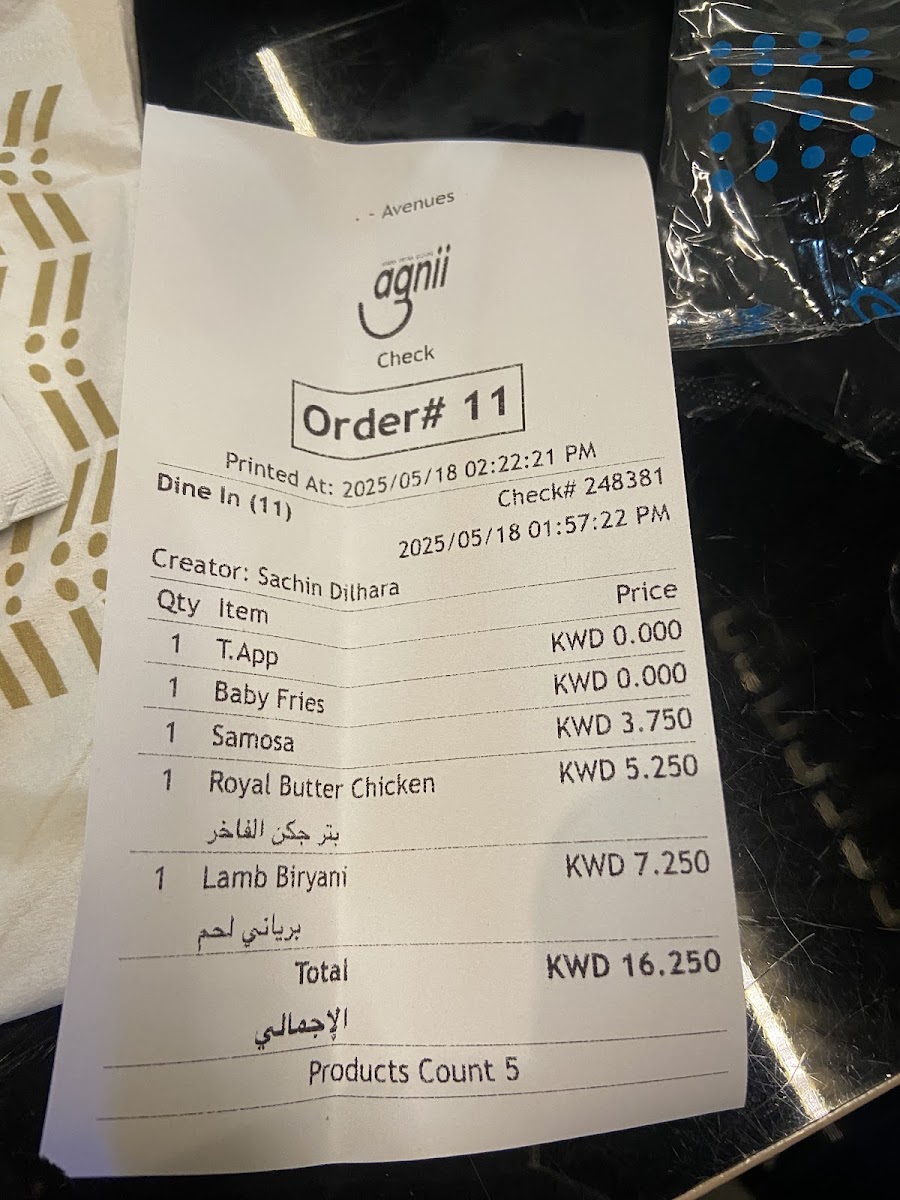 . - Avenues
agnii
Check
Order# 11
Printed At: 2025/05/18 02:22:21 PM
Dine In (11) Check# 248381
2025/05/18 01:57:22 PM
Creator: Sachin Dilhara
Qty Item Price
1 T.App KWD 0.000
1 Baby Fries KWD 0.000
1 Samosa KWD 3.750
1 Royal Butter Chicken KWD 5.250
بتر جكن الفاخر
1 Lamb Biryani KWD 7.250
برياني لحم
Total KWD 16.250
الإجمالي
Products Count 5